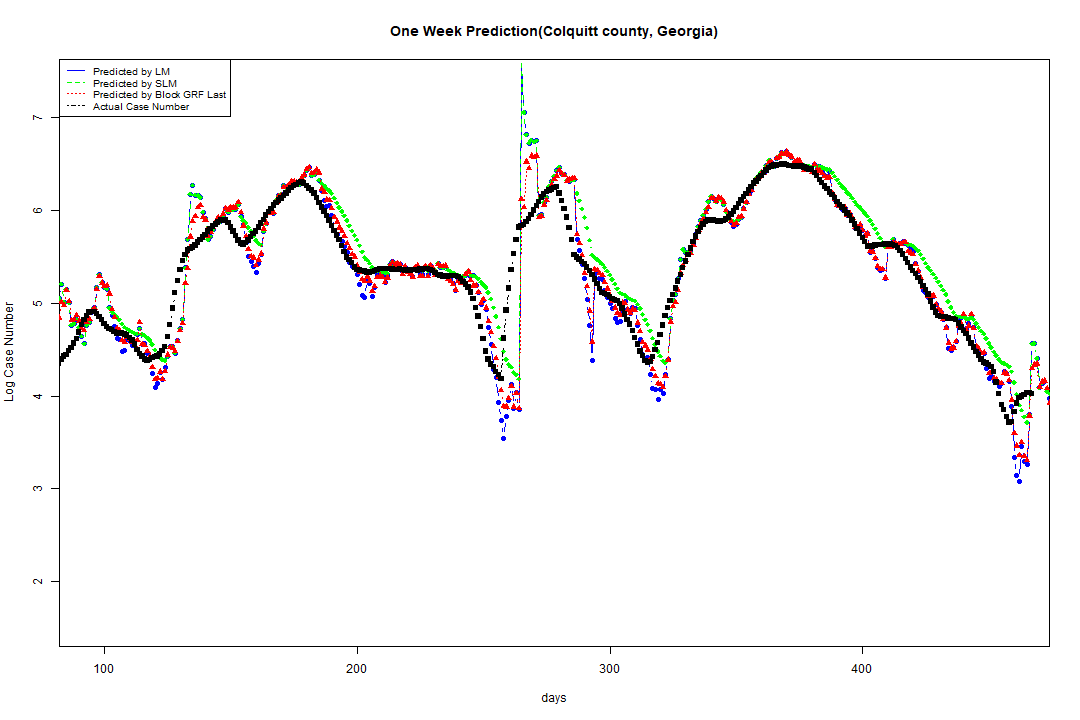 One Week Prediction(Colquitt county, Georgia)
Predicted by LM
Predicted by SLM
Predicted by Block GRF Last
Actual Case Number
7
6
5
4
3
2
Log Case Number
100 200 300 400
days